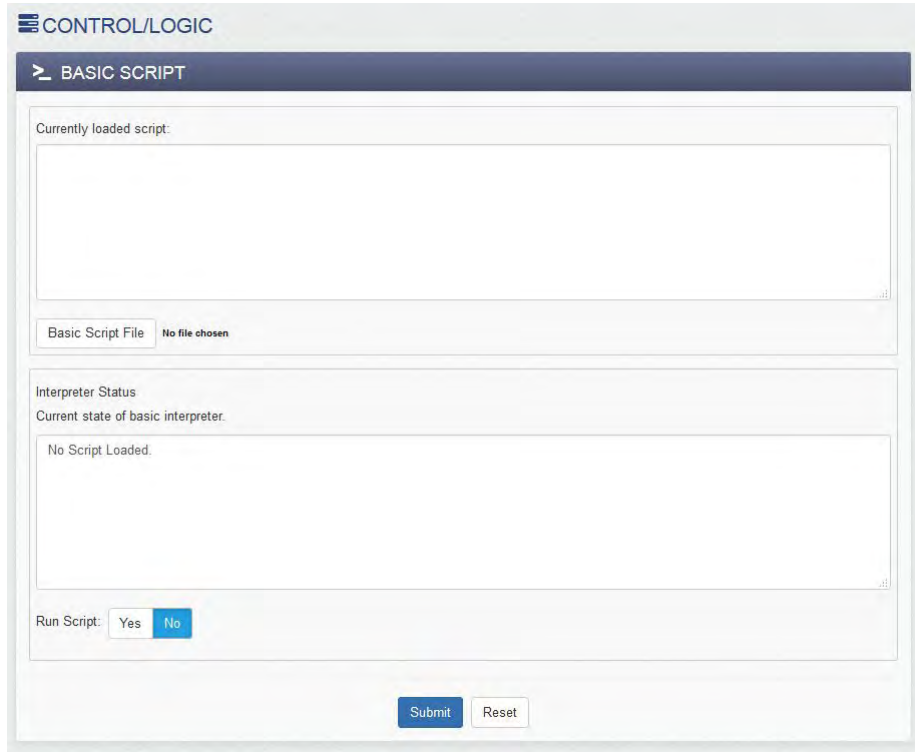 CONTROL/LOGIC
BASIC SCRIPT
Currently loaded script:
Basic Script File No file chosen
Interpreter Status
Current state of basic interpreter.
No Script Loaded.
Run Script: Yes No
Submit Reset